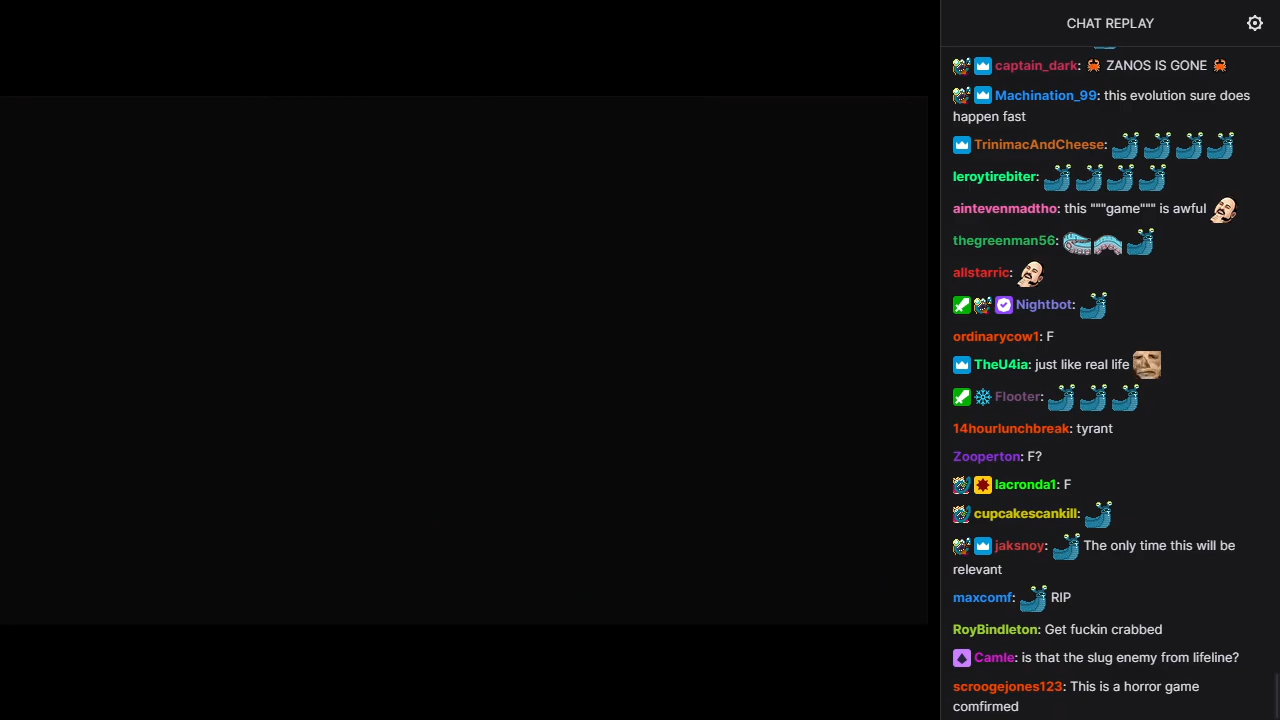 CHAT REPLAY
captain_dark: 🦀 ZANOS IS GONE 🦀
Machination_99: this evolution sure does
happen fast
TrinimacAndCheese:
leroytirebiter:
aintevenmadtho: this """game""" is awful
thegreenman56:
allstarric:
Nightbot:
ordinarycow1: F
TheU4ia: just like real life
Flooter:
14hourlunchbreak: tyrant
Zooperton: F?
lacronda1: F
cupcakescankill:
jaksnoy: The only time this will be
relevant
maxcomf: RIP
RoyBindleton: Get fuckin crabbed
Camle: is that the slug enemy from lifeline?
scroogejones123: This is a horror game
comfirmed